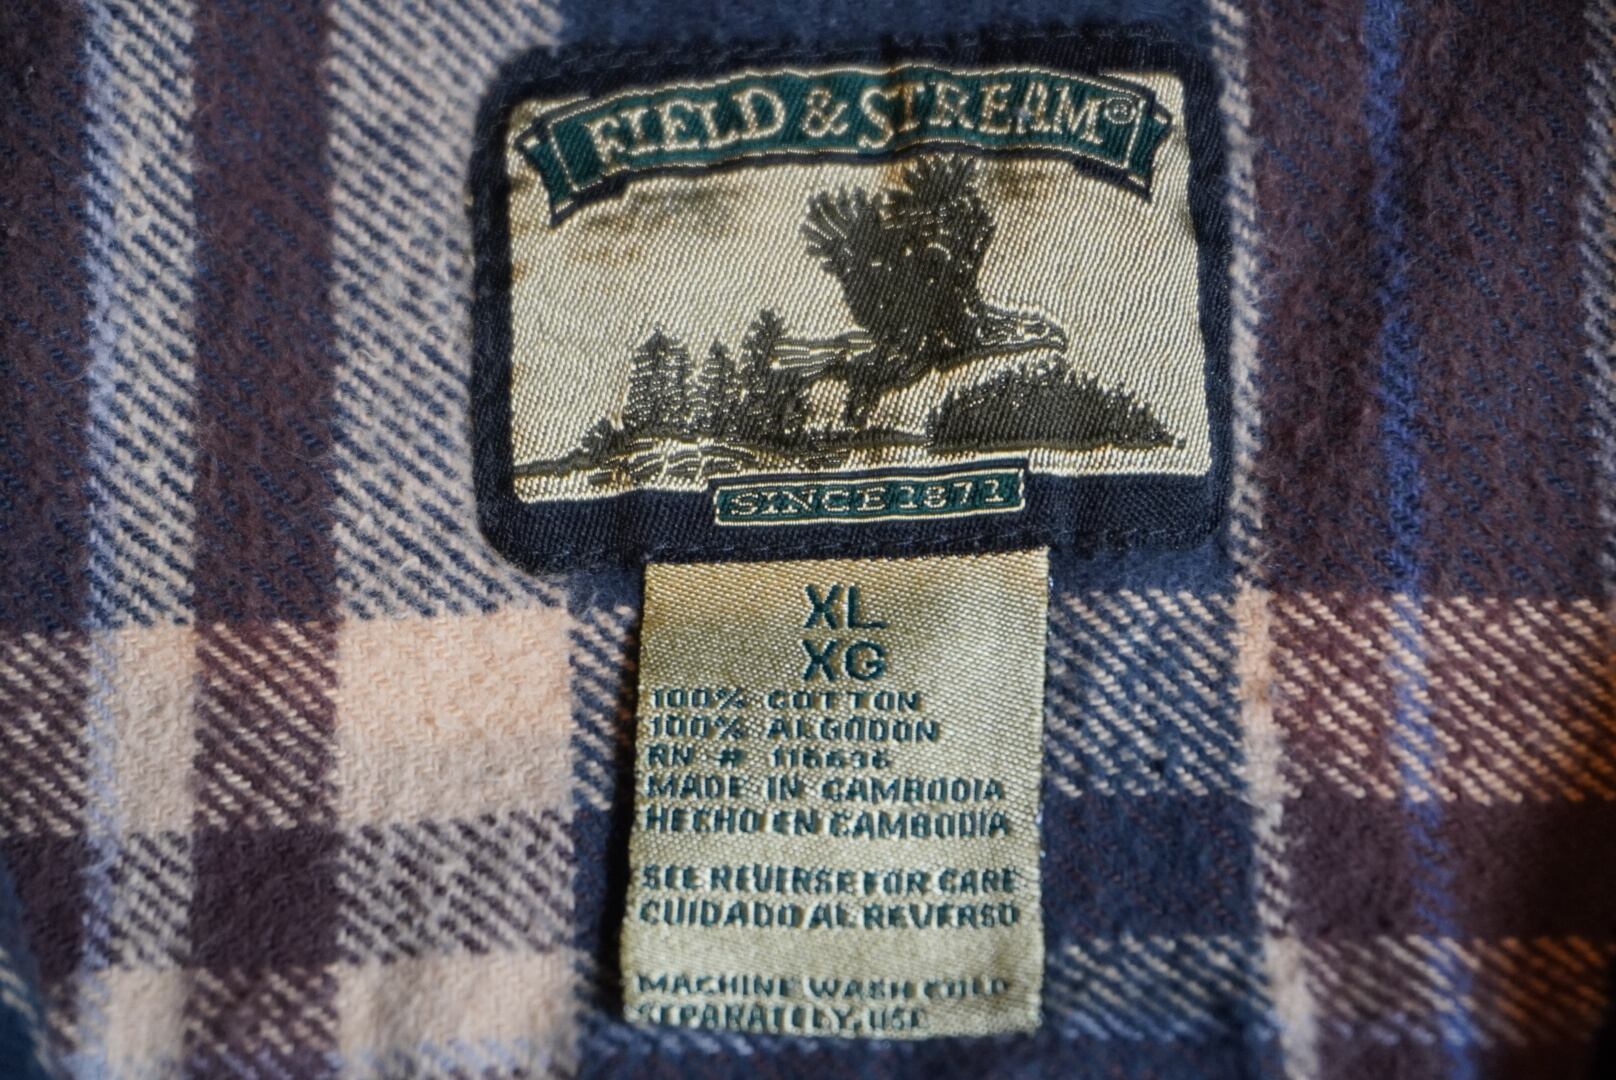 FIELD & STREAM®
SINCE 1871
XL
XG
100% COTTON
100% ALGODON
RN # 116636
MADE IN CAMBODIA
HECHO EN CAMBODIA
SEE REVERSE FOR CARE
CUIDADO AL REVERSO
MACHINE WASH COLD
SEPARATELY, USE